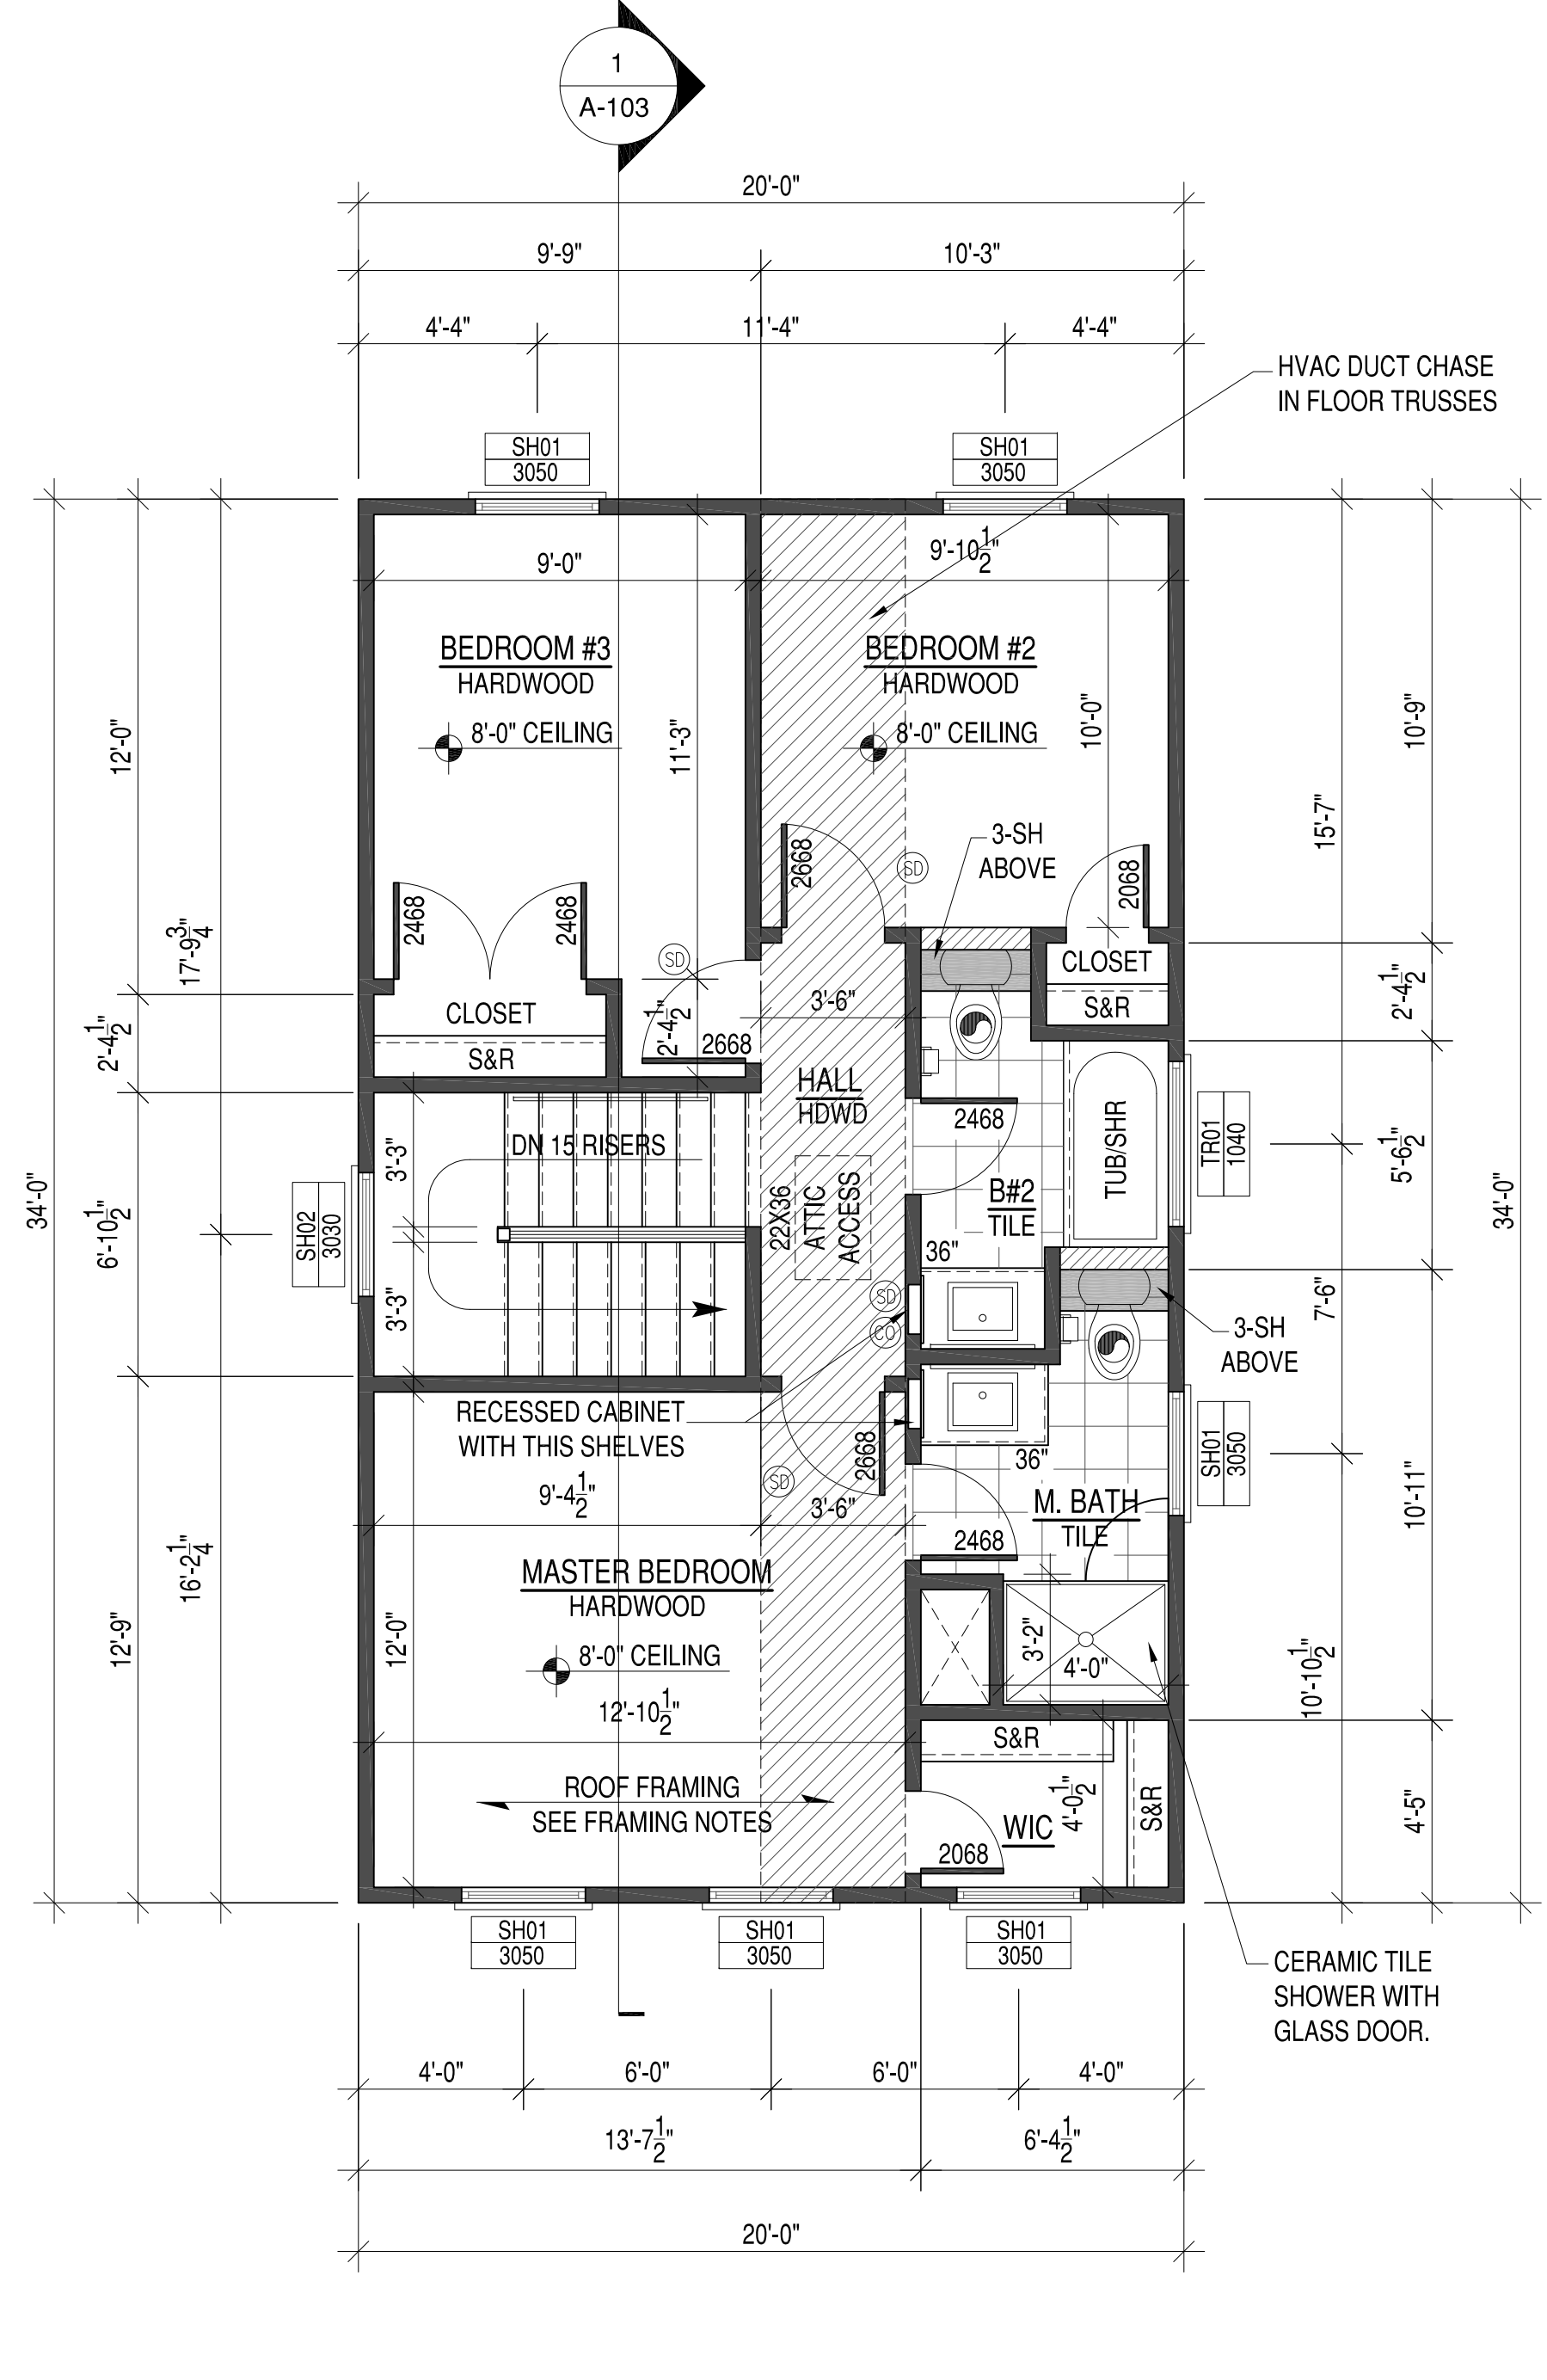 1
A-103
20'-0"
9'-9"
10'-3"
4'-4"
11'-4"
4'-4"
HVAC DUCT CHASE
IN FLOOR TRUSSES
SH01
3050
SH01
3050
9'-0"
9'-10 1/2"
BEDROOM #3
HARDWOOD
8'-0" CEILING
BEDROOM #2
HARDWOOD
8'-0" CEILING
11'-3"
10'-0"
12'-0"
10'-9"
15'-7"
34'-0"
17'-9 3/4"
2'-4 1/2"
6'-10 1/2"
2668
3-SH
ABOVE
SD
2068
2468
2468
SD
CLOSET
S&R
CLOSET
S&R
2'-4 1/2"
2668
3'-6"
2'-4 1/2"
HALL
HDWD
2468
TUB/SHR
TR01
1040
5'-6 1/2"
34'-0"
DN 15 RISERS
3'-3"
3'-3"
SH02
3030
22X36
ATTIC
ACCESS
B#2
TILE
36"
SD
CO
7'-6"
3-SH
ABOVE
RECESSED CABINET
WITH THIS SHELVES
2668
SD
9'-4 1/2"
3'-6"
36"
M. BATH
TILE
2468
SH01
3050
10'-11"
16'-2 1/4"
12'-9"
12'-0"
MASTER BEDROOM
HARDWOOD
8'-0" CEILING
12'-10 1/2"
3'-2"
4'-0"
10'-10 1/2"
S&R
ROOF FRAMING
SEE FRAMING NOTES
WIC
4'-0 1/2"
S&R
2068
4'-5"
SH01
3050
SH01
3050
SH01
3050
CERAMIC TILE
SHOWER WITH
GLASS DOOR.
4'-0"
6'-0"
6'-0"
4'-0"
13'-7 1/2"
6'-4 1/2"
20'-0"